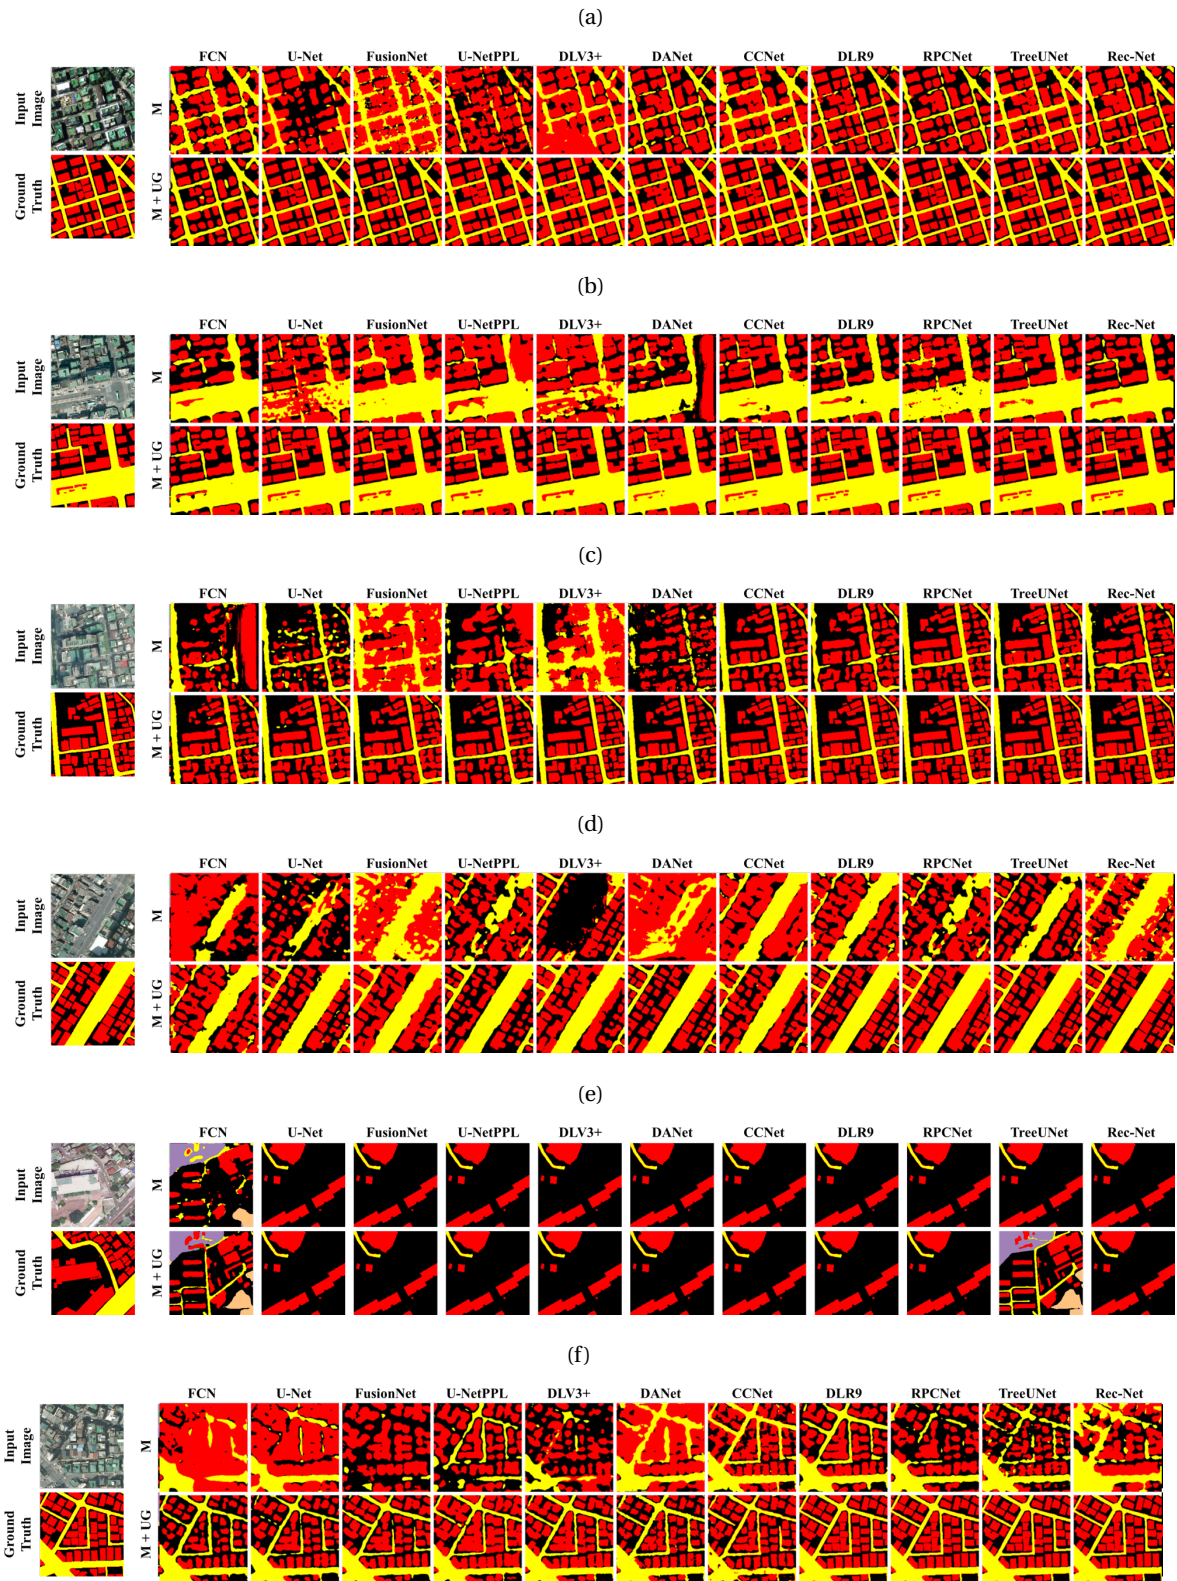 (a)
FCN U-Net FusionNet U-NetPPL DLV3+ DANet CCNet DLR9 RPCNet TreeUNet Rec-Net
Input
Image
M
Ground
Truth
M + UG
(b)
FCN U-Net FusionNet U-NetPPL DLV3+ DANet CCNet DLR9 RPCNet TreeUNet Rec-Net
Input
Image
M
Ground
Truth
M + UG
(c)
FCN U-Net FusionNet U-NetPPL DLV3+ DANet CCNet DLR9 RPCNet TreeUNet Rec-Net
Input
Image
M
Ground
Truth
M + UG
(d)
FCN U-Net FusionNet U-NetPPL DLV3+ DANet CCNet DLR9 RPCNet TreeUNet Rec-Net
Input
Image
M
Ground
Truth
M + UG
(e)
FCN U-Net FusionNet U-NetPPL DLV3+ DANet CCNet DLR9 RPCNet TreeUNet Rec-Net
Input
Image
M
Ground
Truth
M + UG
(f)
FCN U-Net FusionNet U-NetPPL DLV3+ DANet CCNet DLR9 RPCNet TreeUNet Rec-Net
Input
Image
M
Ground
Truth
M + UG